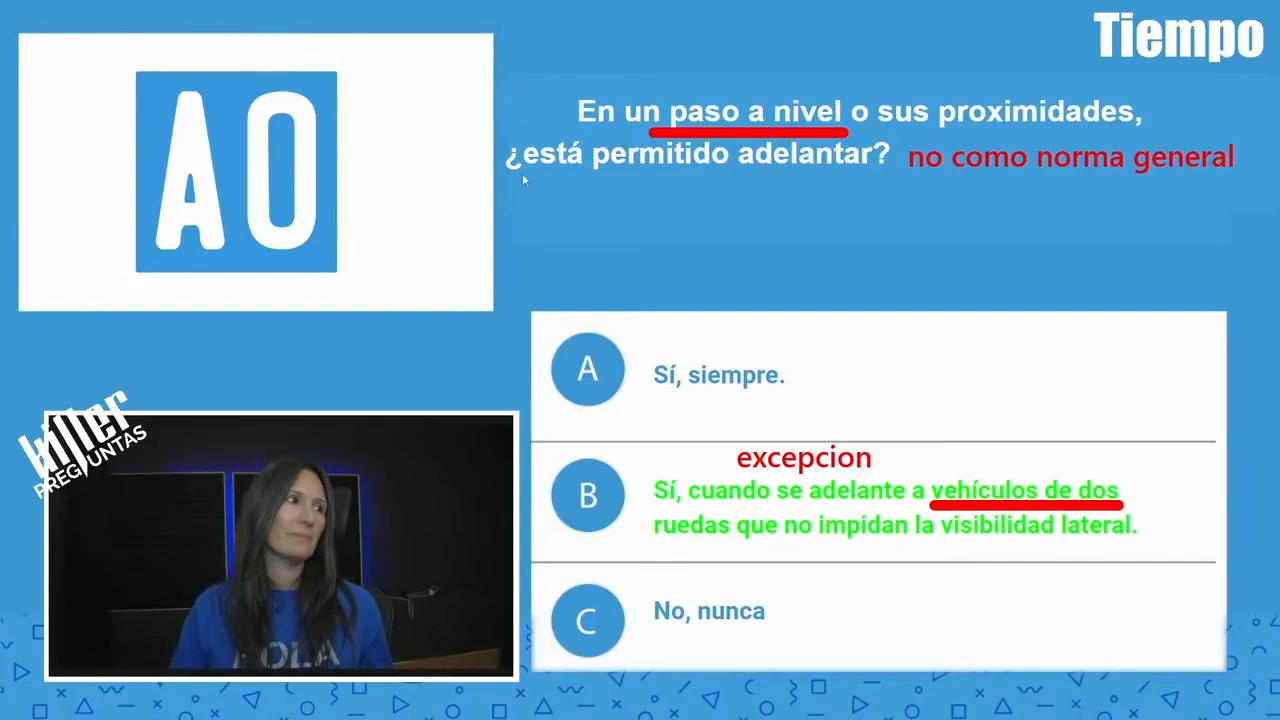 Tiempo
AO
En un paso a nivel o sus proximidades,
¿está permitido adelantar? no como norma general
A Sí, siempre.
excepcion
B Sí, cuando se adelante a vehículos de dos
ruedas que no impidan la visibilidad lateral.
C No, nunca
killer
PREGUNTAS